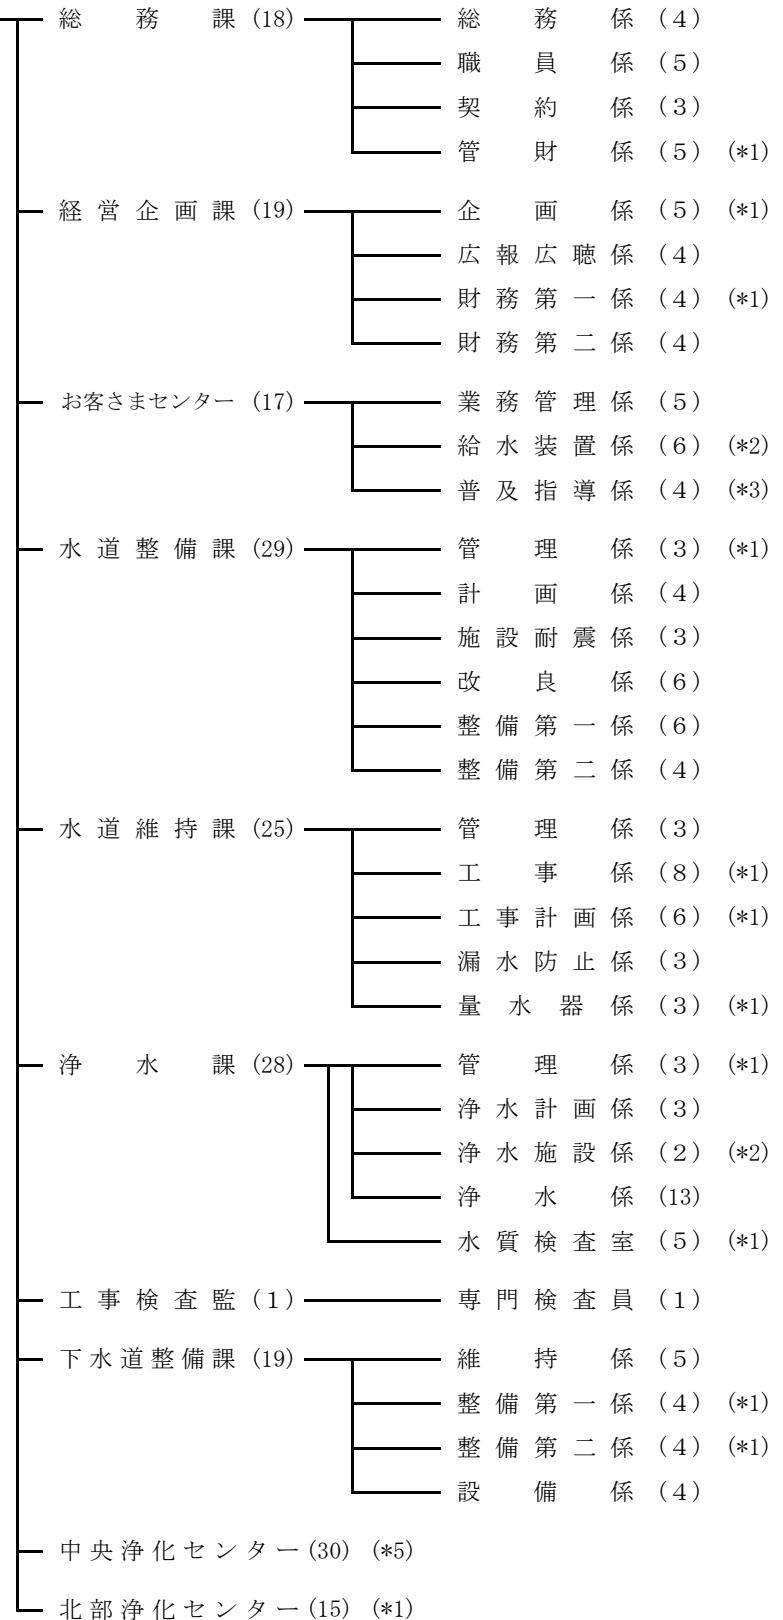 総務課 (18) 総務係 (4)
職員係 (5)
契約係 (3)
管財係 (5) (*1)
経営企画課 (19) 企画係 (5) (*1)
広報広聴係 (4)
財務第一係 (4) (*1)
財務第二係 (4)
お客さまセンター (17) 業務管理係 (5)
給水装置係 (6) (*2)
普及指導係 (4) (*3)
水道整備課 (29) 管理係 (3) (*1)
計画係 (4)
施設耐震係 (3)
改良係 (6)
整備第一係 (6)
整備第二係 (4)
水道維持課 (25) 管理係 (3)
工事係 (8) (*1)
工事計画係 (6) (*1)
漏水防止係 (3)
量水器係 (3) (*1)
浄水課 (28) 管理係 (3) (*1)
浄水計画係 (3)
浄水施設係 (2) (*2)
浄水係 (13)
水質検査室 (5) (*1)
工事検査監 (1) 専門検査員 (1)
下水道整備課 (19) 維持係 (5)
整備第一係 (4) (*1)
整備第二係 (4) (*1)
設備係 (4)
中央浄化センター (30) (*5)
北部浄化センター (15) (*1)